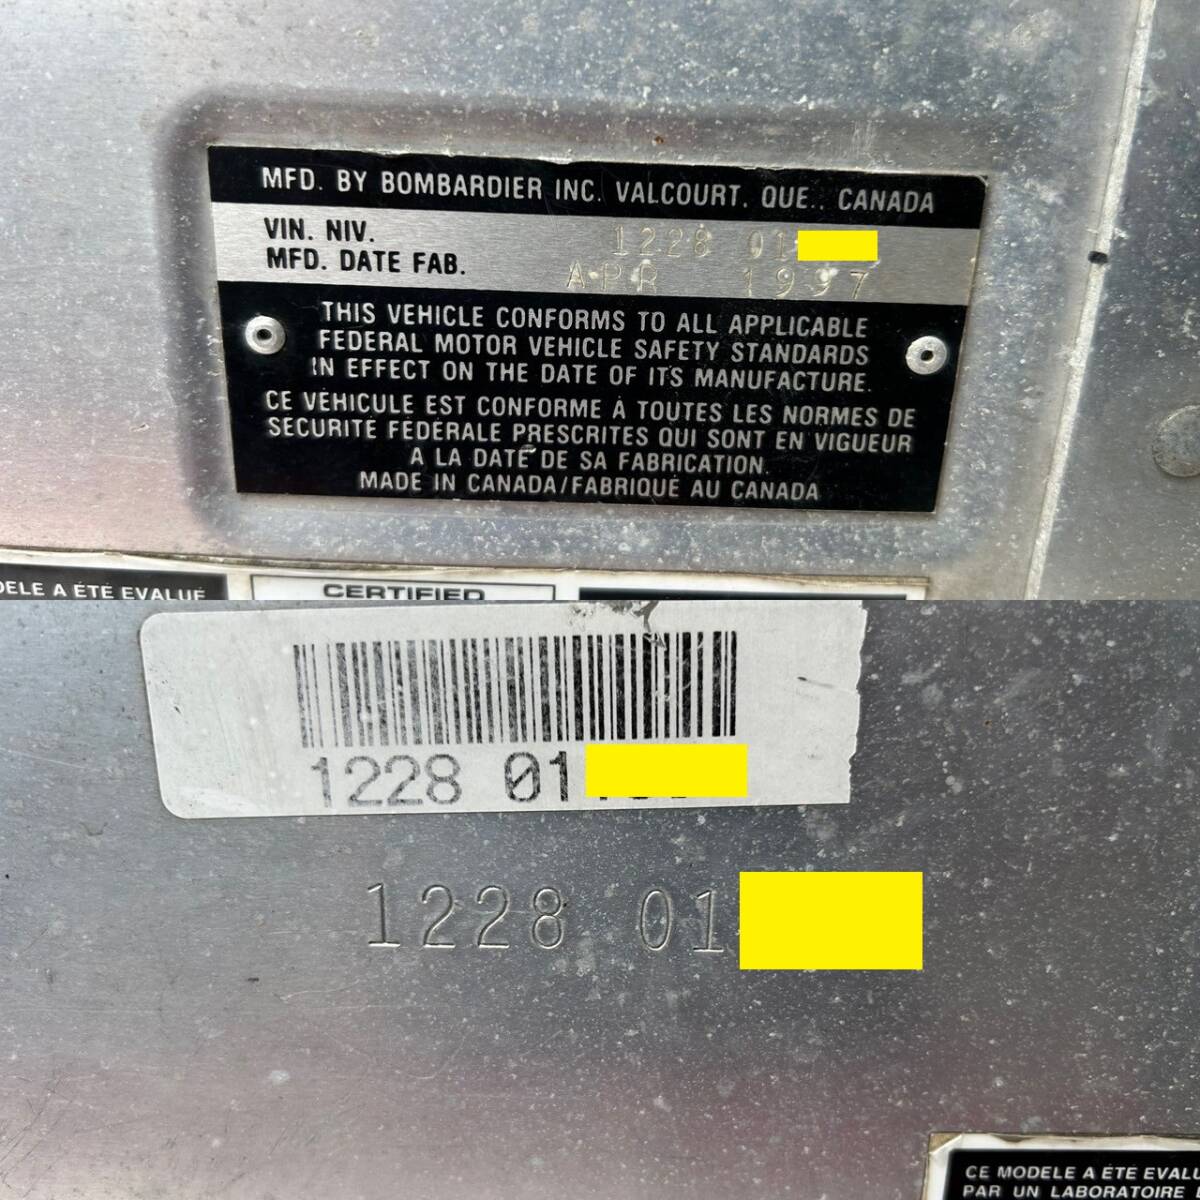 MFD. BY BOMBARDIER INC. VALCOURT, QUE., CANADA
VIN. NIV. 1228 01
MFD. DATE FAB. APR 1997
THIS VEHICLE CONFORMS TO ALL APPLICABLE
FEDERAL MOTOR VEHICLE SAFETY STANDARDS
IN EFFECT ON THE DATE OF ITS MANUFACTURE.
CE VÉHICULE EST CONFORME À TOUTES LES NORMES DE
SÉCURITÉ FÉDÉRALE PRESCRITES QUI SONT EN VIGUEUR
A LA DATE DE SA FABRICATION.
MADE IN CANADA/FABRIQUÉ AU CANADA
DELE A ÉTÉ EVALUÉ
CERTIFIED
1228 01
1228 01
CE MODELE A ÉTÉ EVALU
PAR UN LABORATOIRE